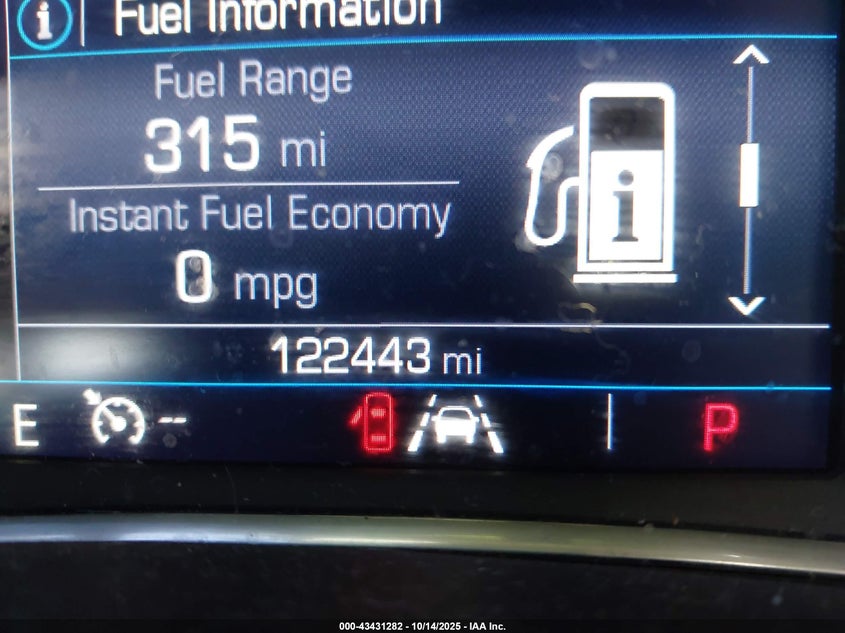 Fuel Information
Fuel Range
315 mi
Instant Fuel Economy
0 mpg
122443 mi
E -- P
000-43431282 - 10/14/2025 - IAA Inc.